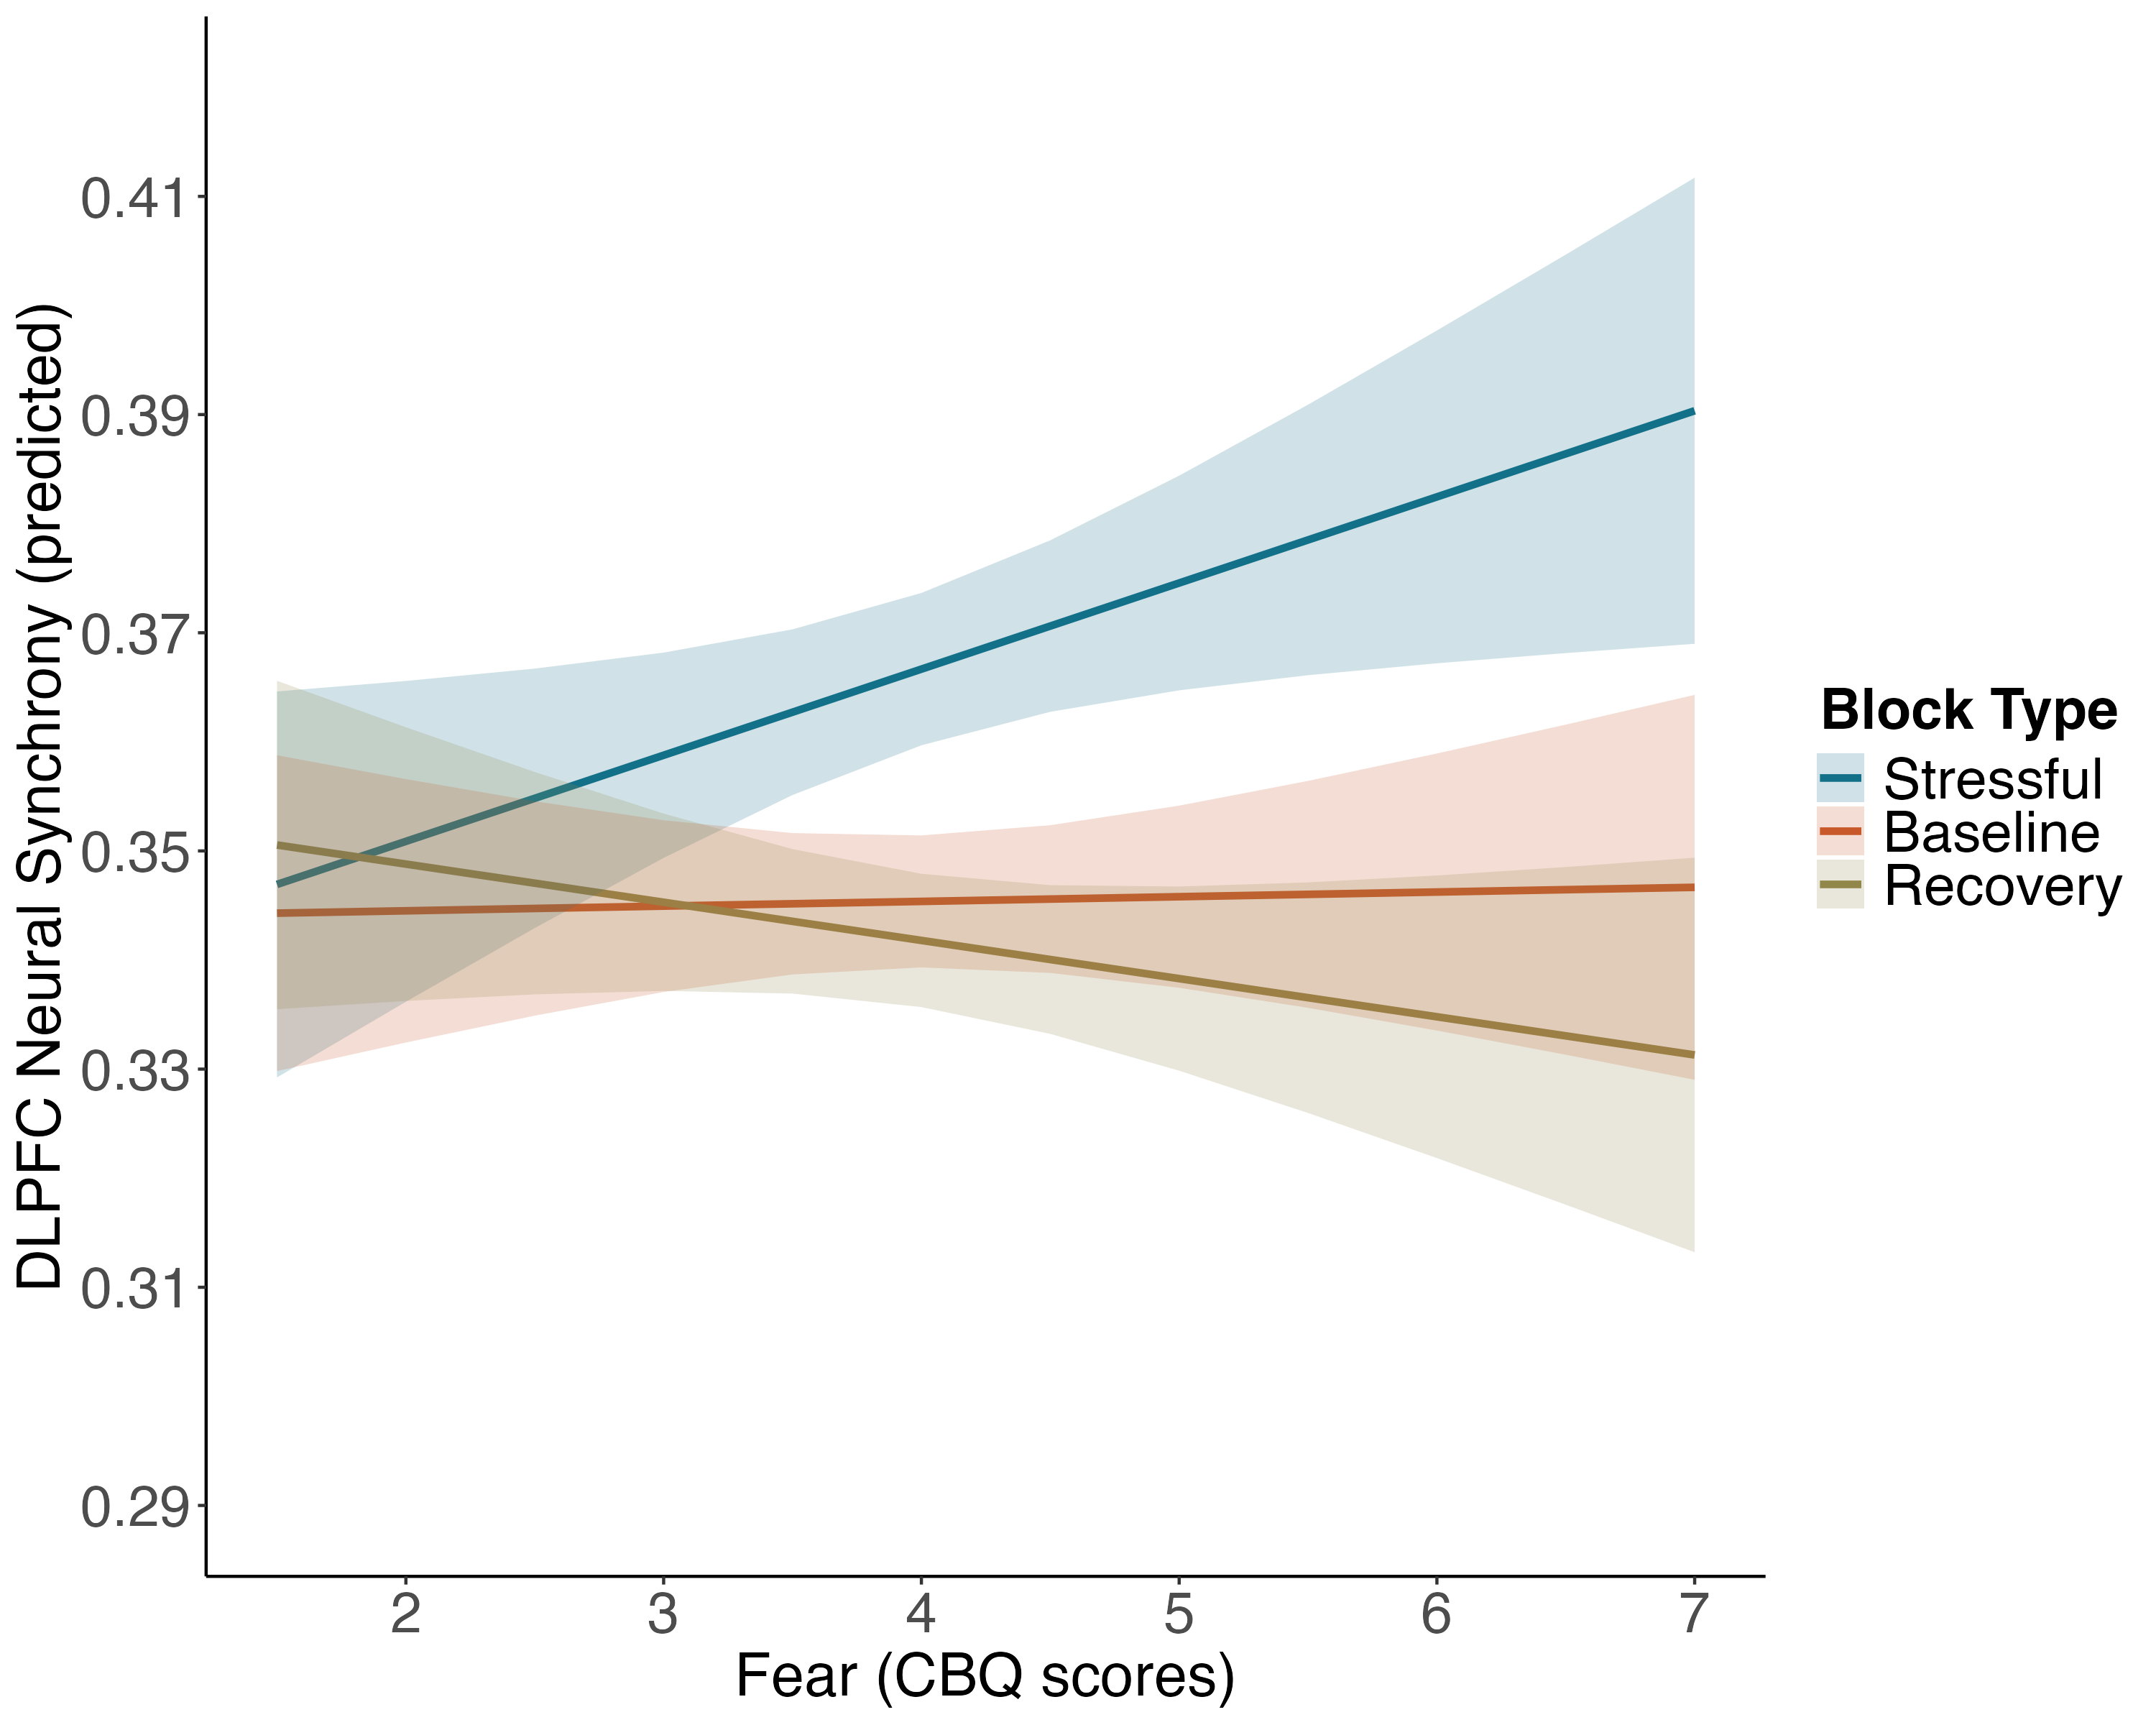 DLPFC Neural Synchrony (predicted)
0.41
0.39
0.37
0.35
0.33
0.31
0.29
2 3 4 5 6 7
Fear (CBQ scores)
Block Type
Stressful
Baseline
Recovery